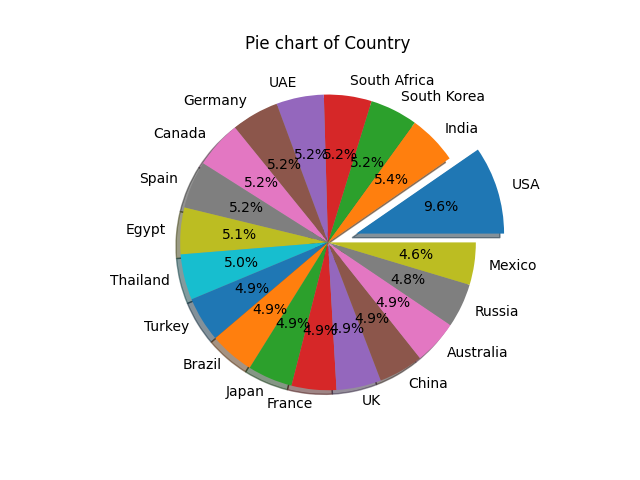 Pie chart of Country
USA
9.6%
India
5.4%
South Korea
5.2%
South Africa
5.2%
UAE
5.2%
Germany
5.2%
Canada
5.2%
Spain
5.2%
Egypt
5.1%
Thailand
5.0%
Turkey
4.9%
Brazil
4.9%
Japan
4.9%
France
4.9%
UK
4.9%
China
4.9%
Australia
4.9%
Russia
4.8%
Mexico
4.6%